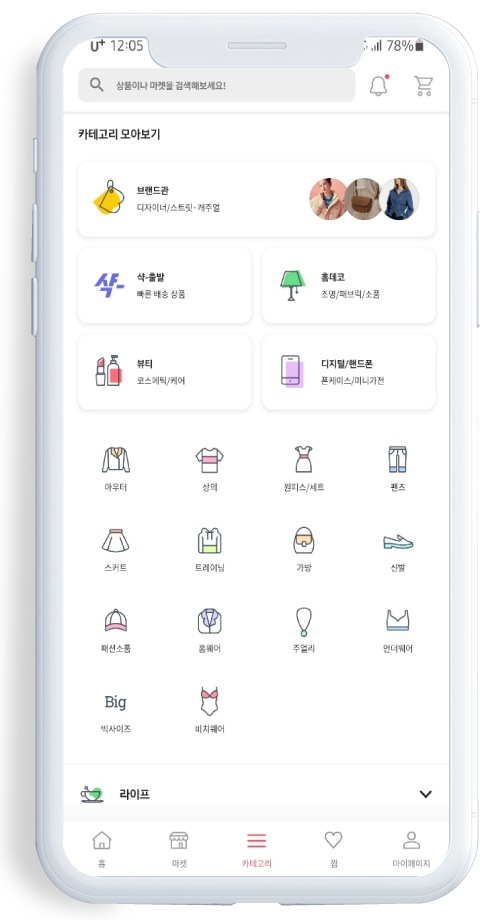 U+ 12:05
78%
상품이나 마켓을 검색해보세요!
카테고리 모아보기
브랜드관
디자이너/스트릿·캐주얼
샥-
샥-출발
빠른 배송 상품
홈데코
조명/패브릭/소품
뷰티
코스메틱/케어
디지털/핸드폰
폰케이스/미니가전
아우터
상의
원피스/세트
팬츠
스커트
트레이닝
가방
신발
패션소품
홈웨어
주얼리
언더웨어
Big
빅사이즈
비치웨어
라이프
홈
마켓
카테고리
찜
마이페이지